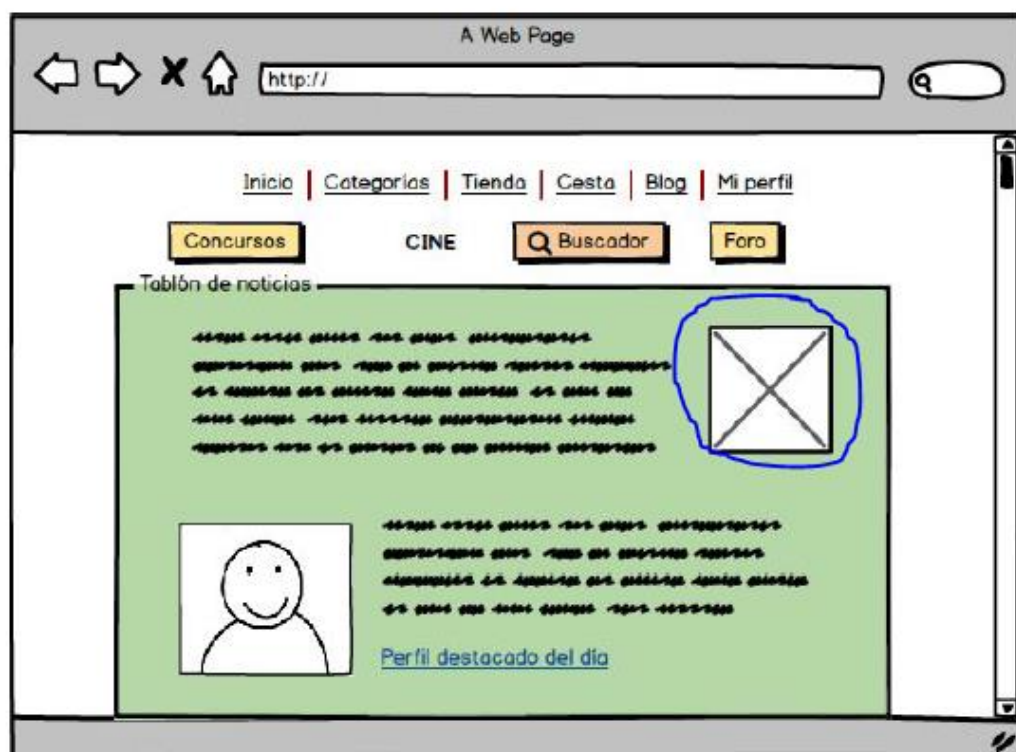 A Web Page
http://
Inicio | Categorías | Tienda | Cesta | Blog | Mi perfil
Concursos CINE Buscador Foro
Tablón de noticias
Perfil destacado del día